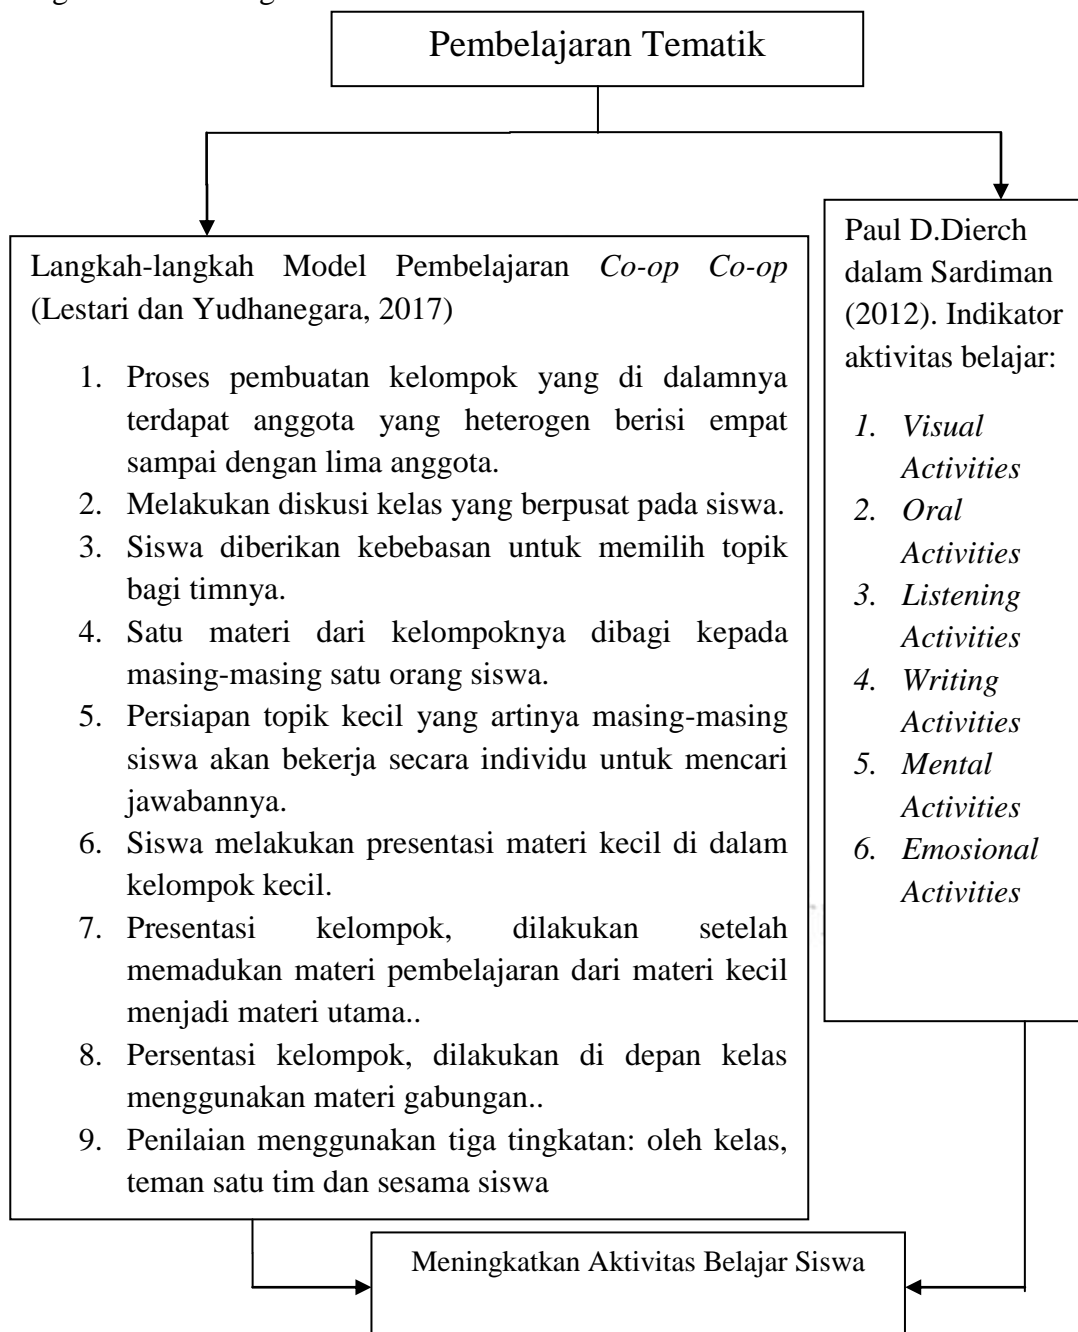 Pembelajaran Tematik
Langkah-langkah Model Pembelajaran Co-op Co-op
(Lestari dan Yudhanegara, 2017)
1. Proses pembuatan kelompok yang di dalamnya
terdapat anggota yang heterogen berisi empat
sampai dengan lima anggota.
2. Melakukan diskusi kelas yang berpusat pada siswa.
3. Siswa diberikan kebebasan untuk memilih topik
bagi timnya.
4. Satu materi dari kelompoknya dibagi kepada
masing-masing satu orang siswa.
5. Persiapan topik kecil yang artinya masing-masing
siswa akan bekerja secara individu untuk mencari
jawabannya.
6. Siswa melakukan presentasi materi kecil di dalam
kelompok kecil.
7. Presentasi kelompok, dilakukan setelah
memadukan materi pembelajaran dari materi kecil
menjadi materi utama..
8. Persentasi kelompok, dilakukan di depan kelas
menggunakan materi gabungan..
9. Penilaian menggunakan tiga tingkatan: oleh kelas,
teman satu tim dan sesama siswa
Paul D.Dierch
dalam Sardiman
(2012). Indikator
aktivitas belajar:
1. Visual
Activities
2. Oral
Activities
3. Listening
Activities
4. Writing
Activities
5. Mental
Activities
6. Emosional
Activities
Meningkatkan Aktivitas Belajar Siswa